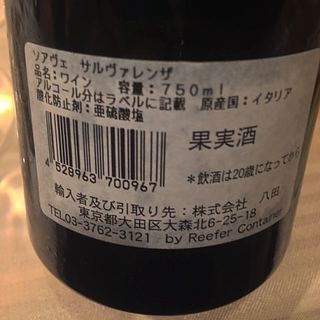 ソアヴェ サルヴァレンザ
品名:ワイン 容量:750ml
アルコール分はラベルに記載 原産国:イタリア
酸化防止剤:亜硫酸塩
果実酒
4 528963 700967
*飲酒は20歳になってから
輸入者及び引取り先:株式会社 八田
東京都大田区大森北6-25-18
TEL03-3762-3121 by Reefer Container